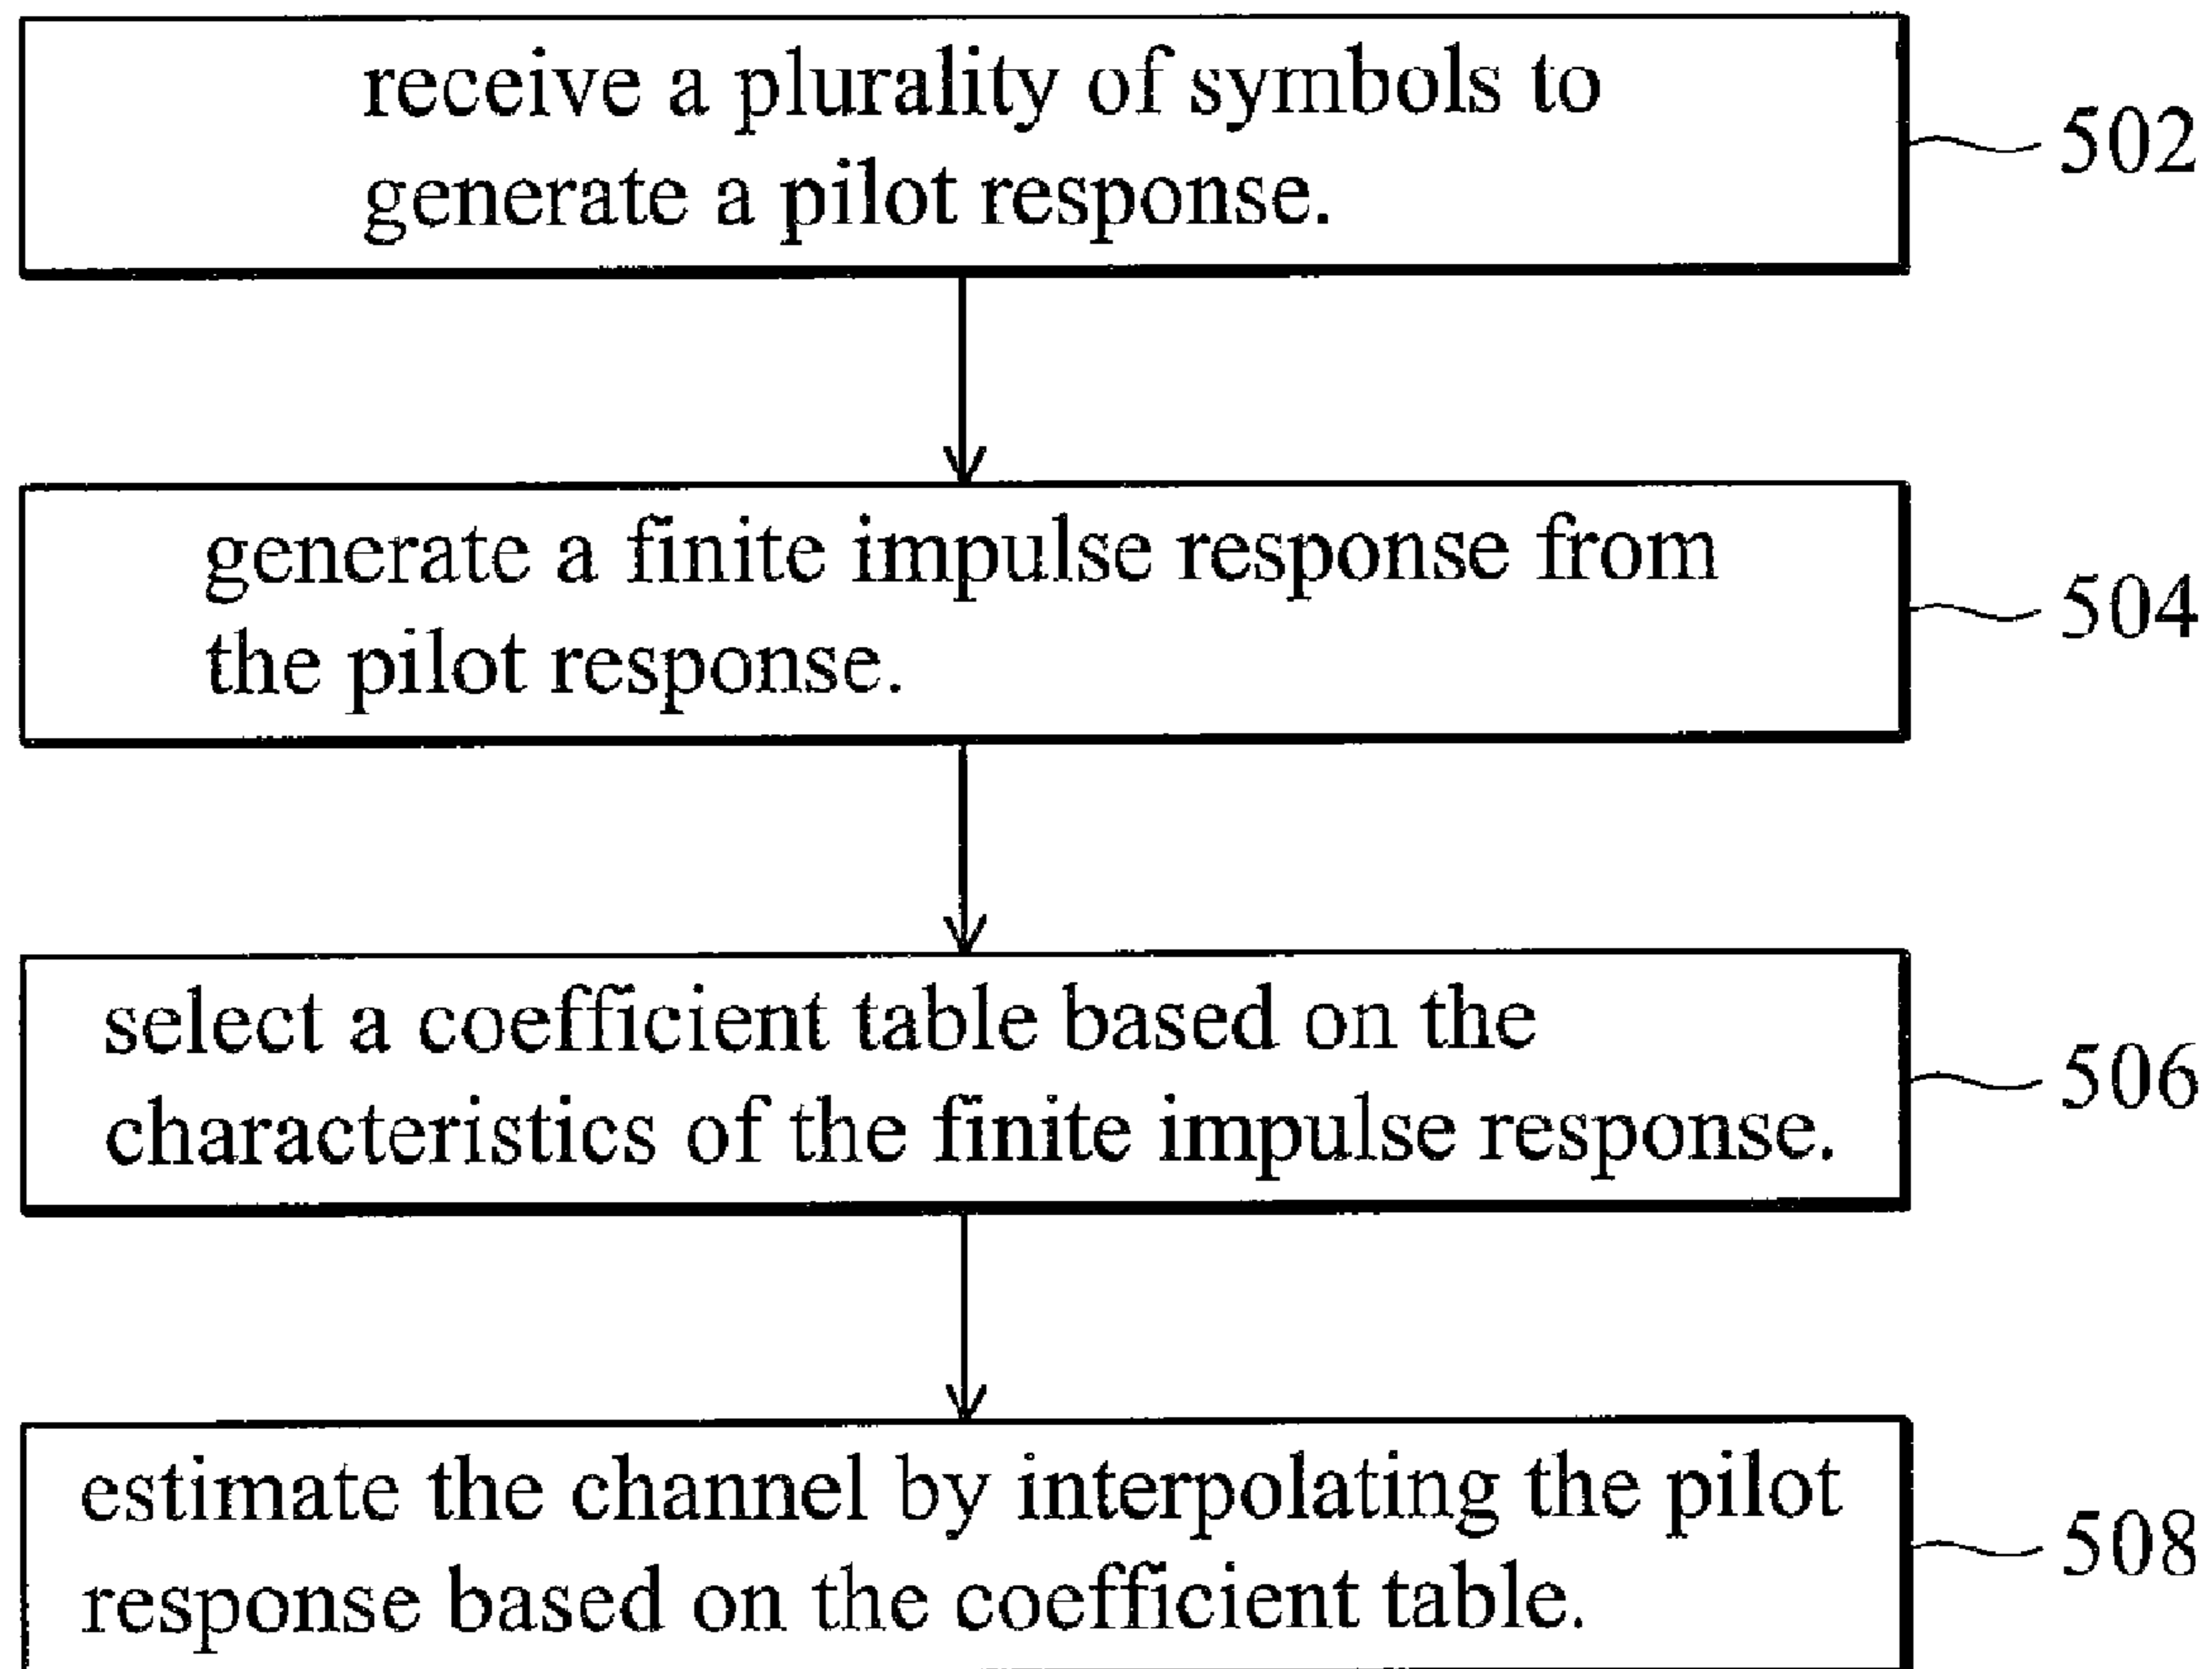 receive a plurality of symbols to
generate a pilot response.
502
generate a finite impulse response from
the pilot response.
504
select a coefficient table based on the
characteristics of the finite impulse response.
506
estimate the channel by interpolating the pilot
response based on the coefficient table.
508